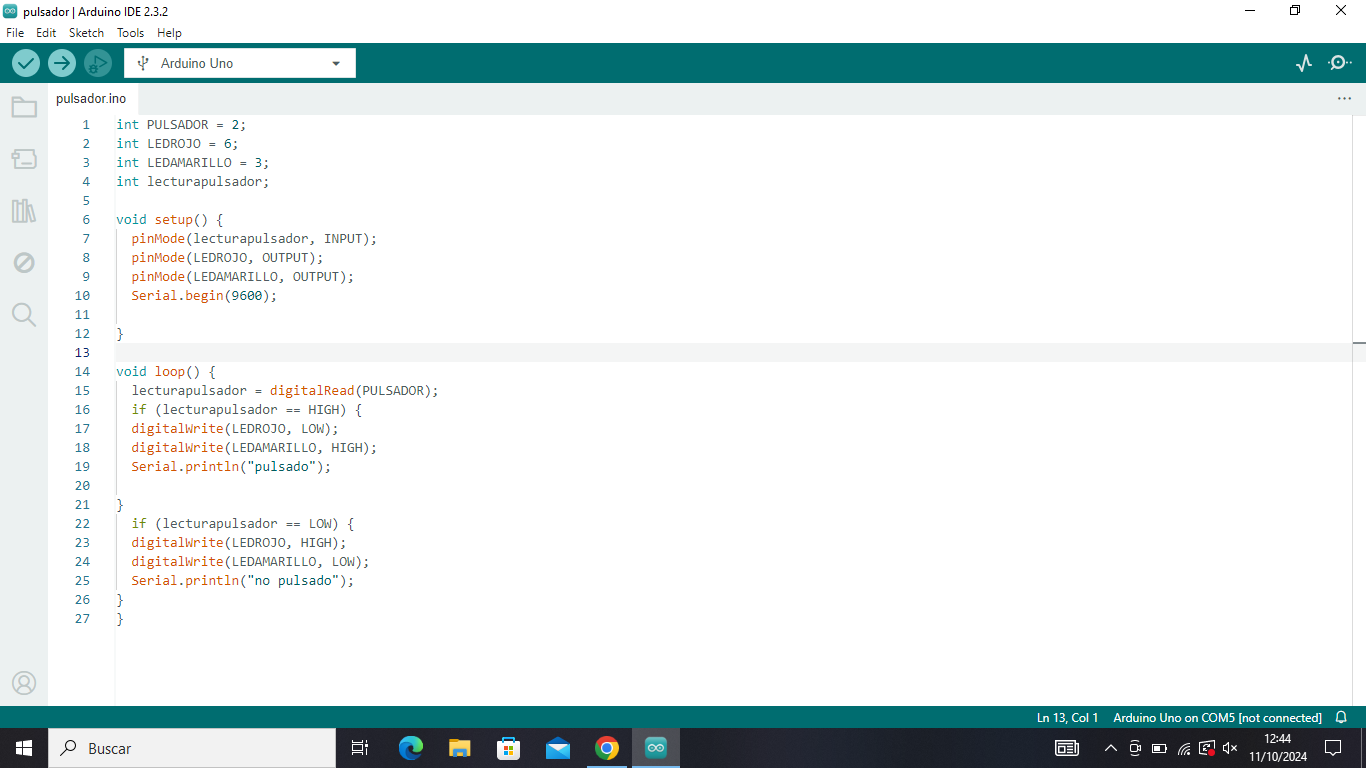 pulsador | Arduino IDE 2.3.2
File Edit Sketch Tools Help
Arduino Uno
pulsador.ino
1 int PULSADOR = 2;
2 int LEDROJO = 6;
3 int LEDAMARILLO = 3;
4 int lecturapulsador;
5
6 void setup() {
7 pinMode(lecturapulsador, INPUT);
8 pinMode(LEDROJO, OUTPUT);
9 pinMode(LEDAMARILLO, OUTPUT);
10 Serial.begin(9600);
11
12 }
13
14 void loop() {
15 lecturapulsador = digitalRead(PULSADOR);
16 if (lecturapulsador == HIGH) {
17 digitalWrite(LEDROJO, LOW);
18 digitalWrite(LEDAMARILLO, HIGH);
19 Serial.println("pulsado");
20
21 }
22 if (lecturapulsador == LOW) {
23 digitalWrite(LEDROJO, HIGH);
24 digitalWrite(LEDAMARILLO, LOW);
25 Serial.println("no pulsado");
26 }
27 }
Ln 13, Col 1 Arduino Uno on COM5 [not connected]
Buscar
12:44
11/10/2024